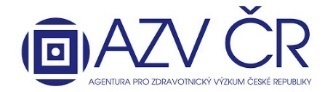 AZV ČR
AGENTURA PRO ZDRAVOTNICKÝ VÝZKUM ČESKÉ REPUBLIKY